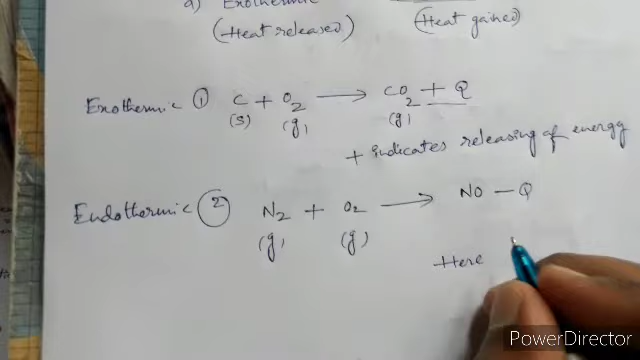 a) Exothermic
(Heat released) (Heat gained)
Exothermic ① C + O2 → CO2 + Q
(s) (g) (g)
+ indicates releasing of energy
Endothermic ② N2 + O2 → NO − Q
(g) (g)
Here
PowerDirector